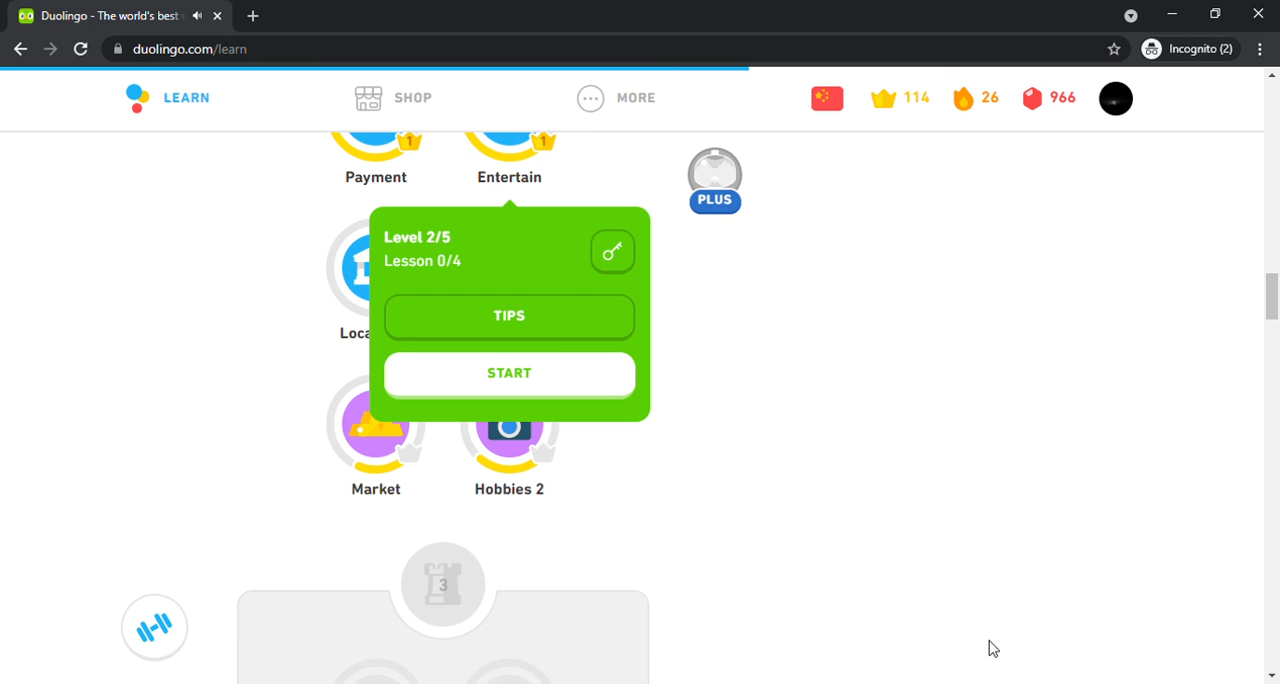 Duolingo - The world's best
duolingo.com/learn
Incognito (2)
LEARN
SHOP
MORE
114
26
966
1
1
Payment
Entertain
PLUS
Level 2/5
Lesson 0/4
TIPS
START
Loca
Market
Hobbies 2
3